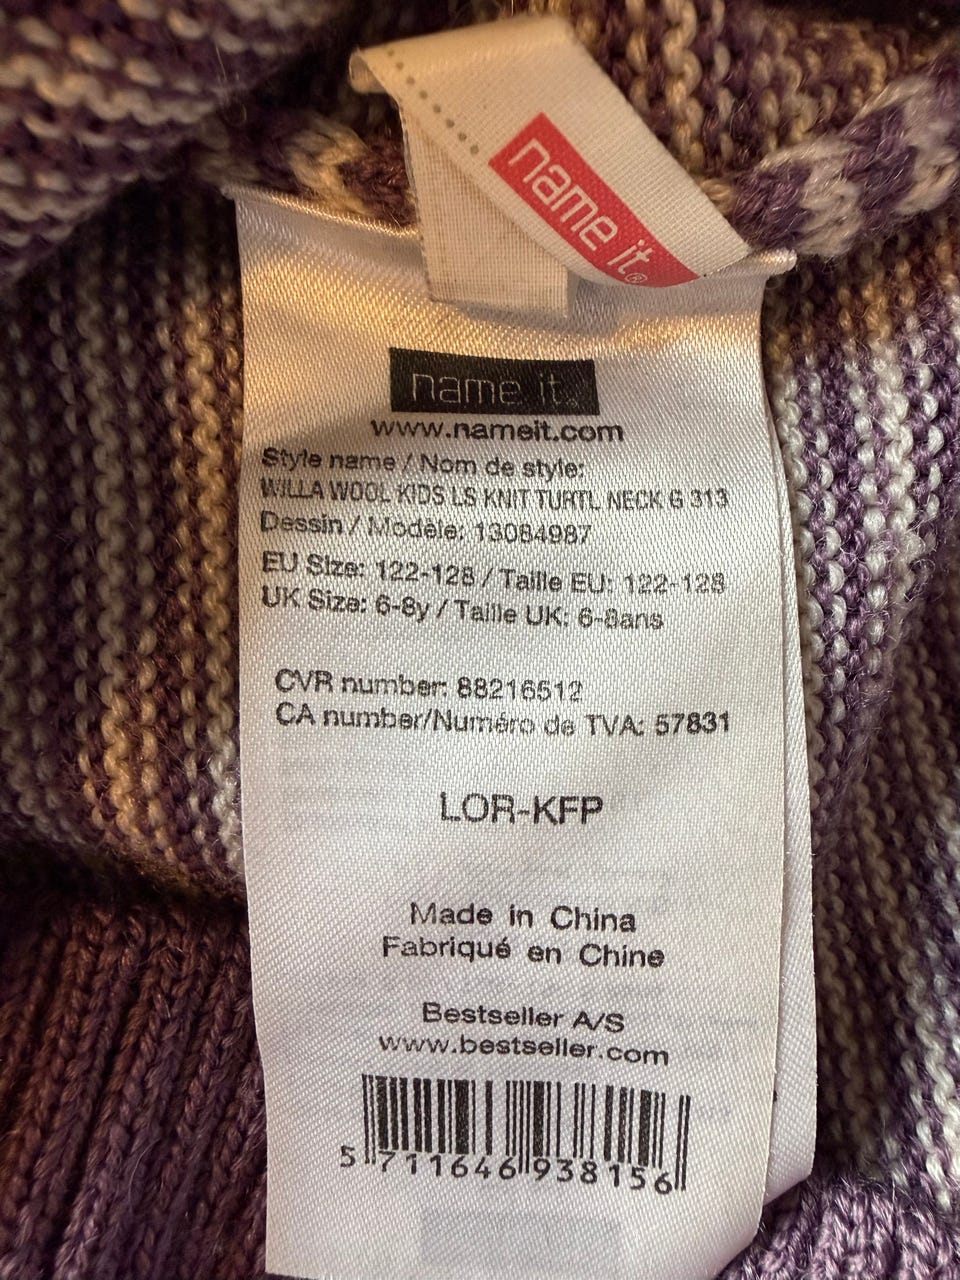 name it®
name it.
www.nameit.com
Style name / Nom de style:
WILLA WOOL KIDS LS KNIT TURTL NECK G 313
Dessin / Modèle: 13084987
EU Size: 122-128 / Taille EU: 122-128
UK Size: 6-8y / Taille UK: 6-8ans
CVR number: 88216512
CA number/Numéro de TVA: 57831
LOR-KFP
Made in China
Fabriqué en Chine
Bestseller A/S
www.bestseller.com
5 711646 938156